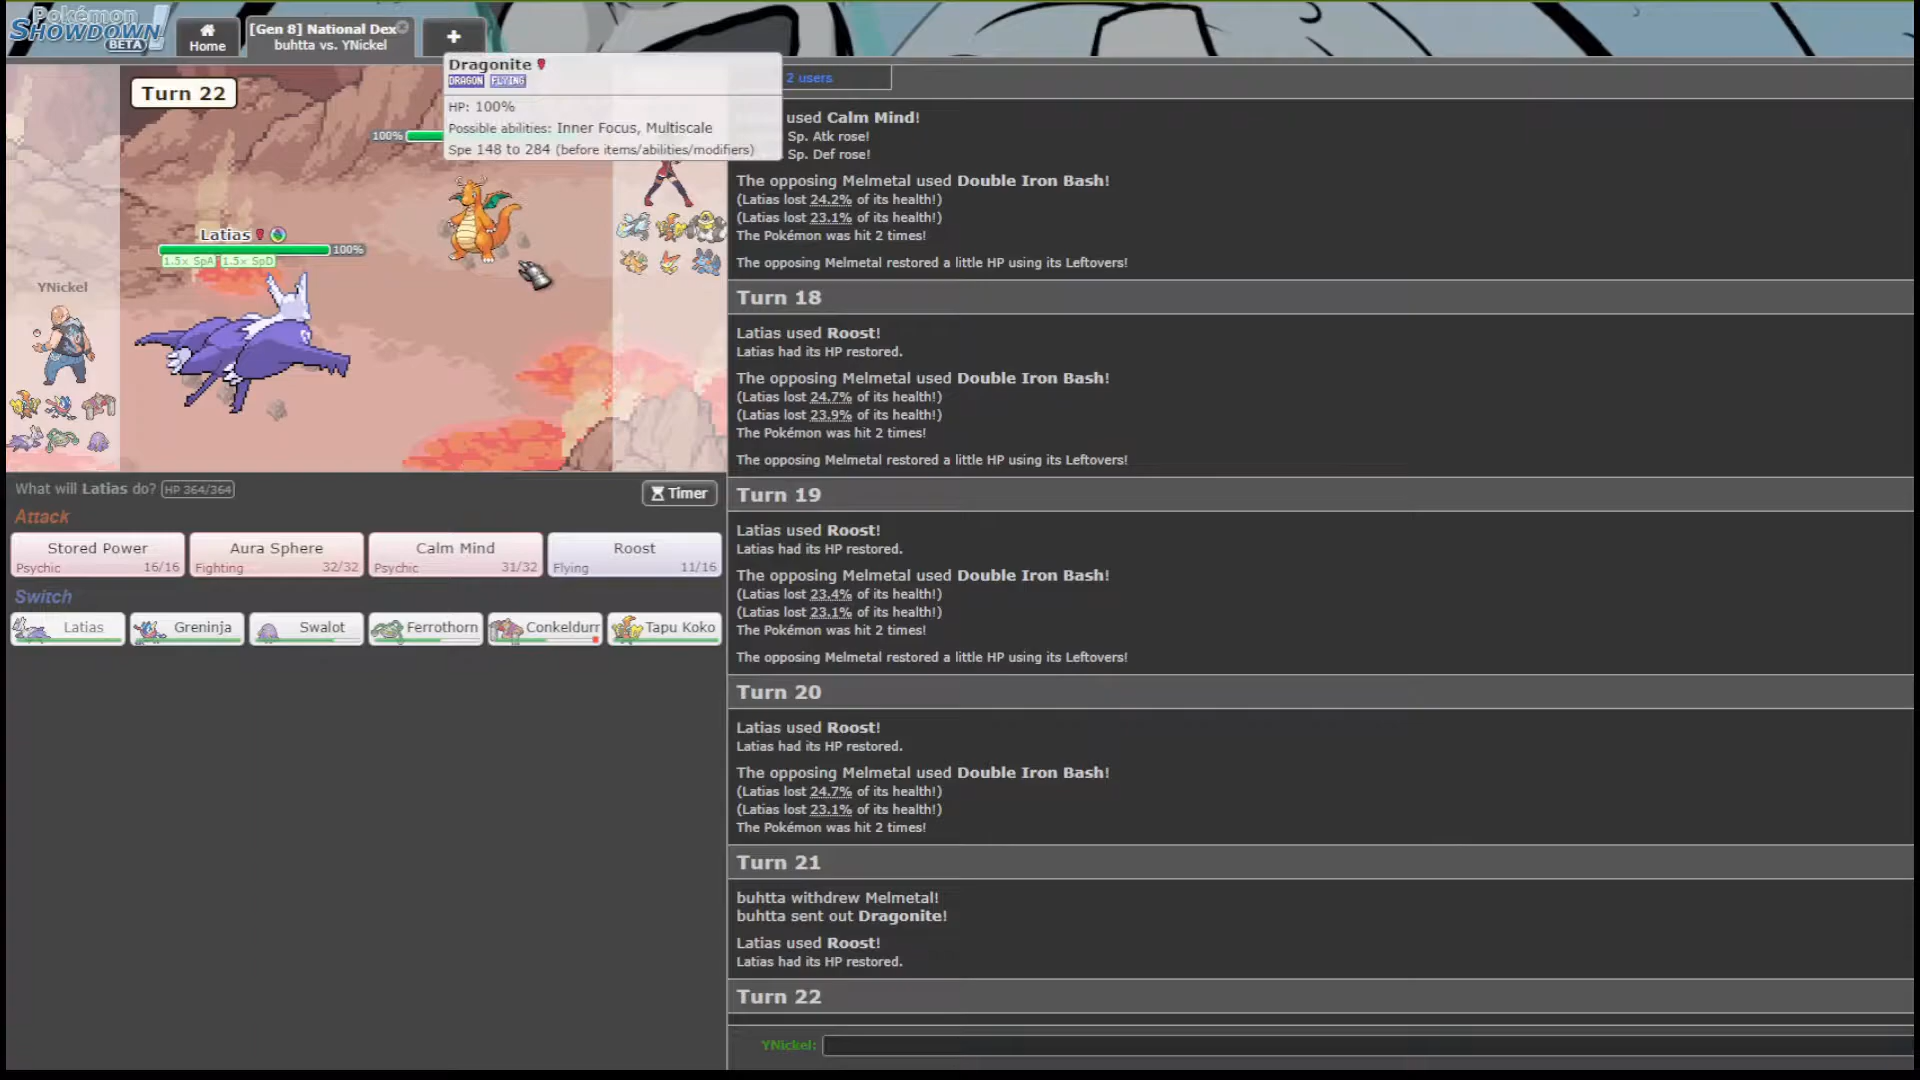 Pokémon
SHOWDOWN!
BETA
Home
[Gen 8] National Dex
buhtta vs. YNickel
+
Turn 22
Dragonite
DRAGON FLYING
HP: 100%
Possible abilities: Inner Focus, Multiscale
Spe 148 to 284 (before items/abilities/modifiers)
100%
Latias
100%
1.5× SpA 1.5× SpD
YNickel
What will Latias do? HP 364/364
Timer
Attack
Stored Power
Psychic 16/16
Aura Sphere
Fighting 32/32
Calm Mind
Psychic 31/32
Roost
Flying 11/16
Switch
Latias
Greninja
Swalot
Ferrothorn
Conkeldurr
Tapu Koko
2 users
used Calm Mind!
Sp. Atk rose!
Sp. Def rose!
The opposing Melmetal used Double Iron Bash!
(Latias lost 24.2% of its health!)
(Latias lost 23.1% of its health!)
The Pokémon was hit 2 times!
The opposing Melmetal restored a little HP using its Leftovers!
Turn 18
Latias used Roost!
Latias had its HP restored.
The opposing Melmetal used Double Iron Bash!
(Latias lost 24.7% of its health!)
(Latias lost 23.9% of its health!)
The Pokémon was hit 2 times!
The opposing Melmetal restored a little HP using its Leftovers!
Turn 19
Latias used Roost!
Latias had its HP restored.
The opposing Melmetal used Double Iron Bash!
(Latias lost 23.4% of its health!)
(Latias lost 23.1% of its health!)
The Pokémon was hit 2 times!
The opposing Melmetal restored a little HP using its Leftovers!
Turn 20
Latias used Roost!
Latias had its HP restored.
The opposing Melmetal used Double Iron Bash!
(Latias lost 24.7% of its health!)
(Latias lost 23.1% of its health!)
The Pokémon was hit 2 times!
Turn 21
buhtta withdrew Melmetal!
buhtta sent out Dragonite!
Latias used Roost!
Latias had its HP restored.
Turn 22
YNickel: